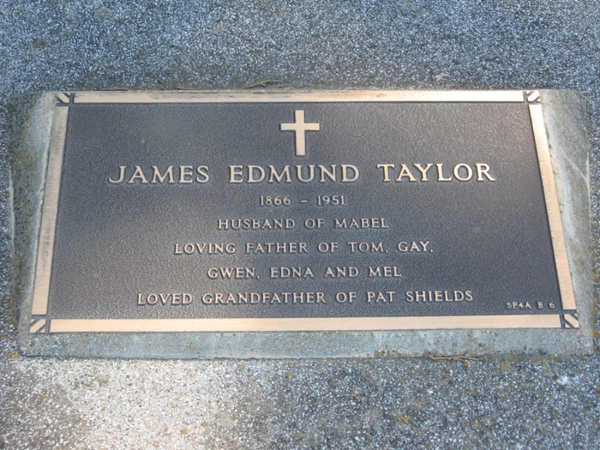 JAMES EDMUND TAYLOR
1866 - 1951
HUSBAND OF MABEL
LOVING FATHER OF TOM, GAY,
GWEN, EDNA AND MEL
LOVED GRANDFATHER OF PAT SHIELDS
SP4A B 6